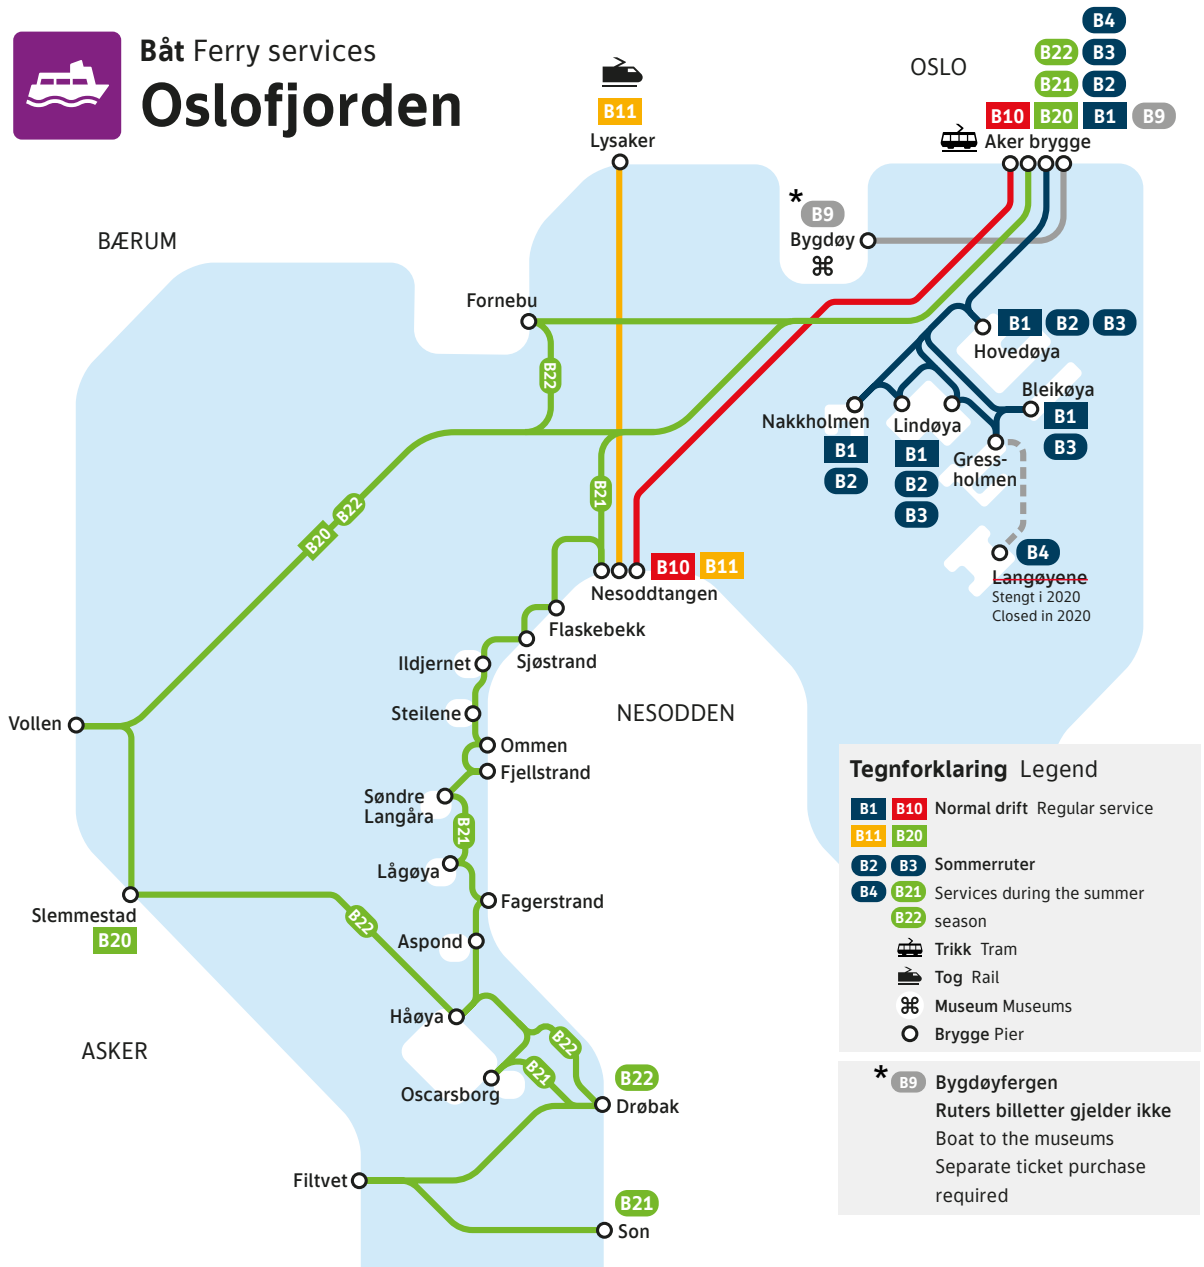 Båt Ferry services
Oslofjorden
OSLO
B4
B22 B3
B21 B2
B10 B20 B1 B9
Aker brygge
B11
Lysaker
*
B9
Bygdøy
BÆRUM
Fornebu
B22
B1 B2 B3
Hovedøya
Bleikøya
B1
B3
Nakkholmen
B1
B2
Lindøya
B1
B2
B3
Gress-
holmen
B4
Langøyene
Stengt i 2020
Closed in 2020
B20 B22
B21
B10 B11
Nesoddtangen
Flaskebekk
Sjøstrand
Ildjernet
Steilene
NESODDEN
Vollen
Ommen
Fjellstrand
Søndre
Langåra
B21
Lågøya
Fagerstrand
Slemmestad
B20
B22
Aspond
Håøya
ASKER
B22
B21
Oscarsborg
B22
Drøbak
Filtvet
B21
Son
Tegnforklaring Legend
B1 B10 Normal drift Regular service
B11 B20
B2 B3 Sommerruter
B4 B21 Services during the summer
B22 season
Trikk Tram
Tog Rail
Museum Museums
Brygge Pier
* B9 Bygdøyfergen
Ruters billetter gjelder ikke
Boat to the museums
Separate ticket purchase
required